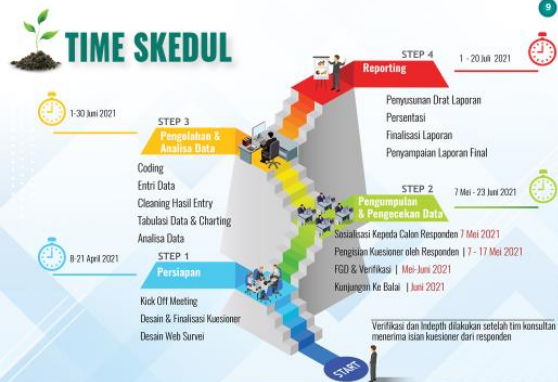 9
TIME SKEDUL
STEP 4
1 - 20 Juli 2021
Reporting
Penyusunan Drat Laporan
Persentasi
Finalisasi Laporan
Penyampaian Laporan Final
1-30 Juni 2021
STEP 3
Pengolahan &
Analisa Data
Coding
Entri Data
Cleaning Hasil Entry
Tabulasi Data & Charting
Analisa Data
STEP 2
7 Mei - 23 Juni 2021
Pengumpulan
& Pengecekan Data
Sosialisasi Kepeda Calon Responden 7 Mei 2021
Pengisian Kuesioner oleh Responden | 7 - 17 Mei 2021
FGD & Verifikasi | Mei-Juni 2021
Kunjungan Ke Balai | Juni 2021
8-21 April 2021
STEP 1
Persiapan
Kick Off Meeting
Desain & Finalisasi Kuesioner
Desain Web Survei
Verifikasi dan Indepth dilakukan setelah tim konsultan
menerima isian kuesioner dari responden
START